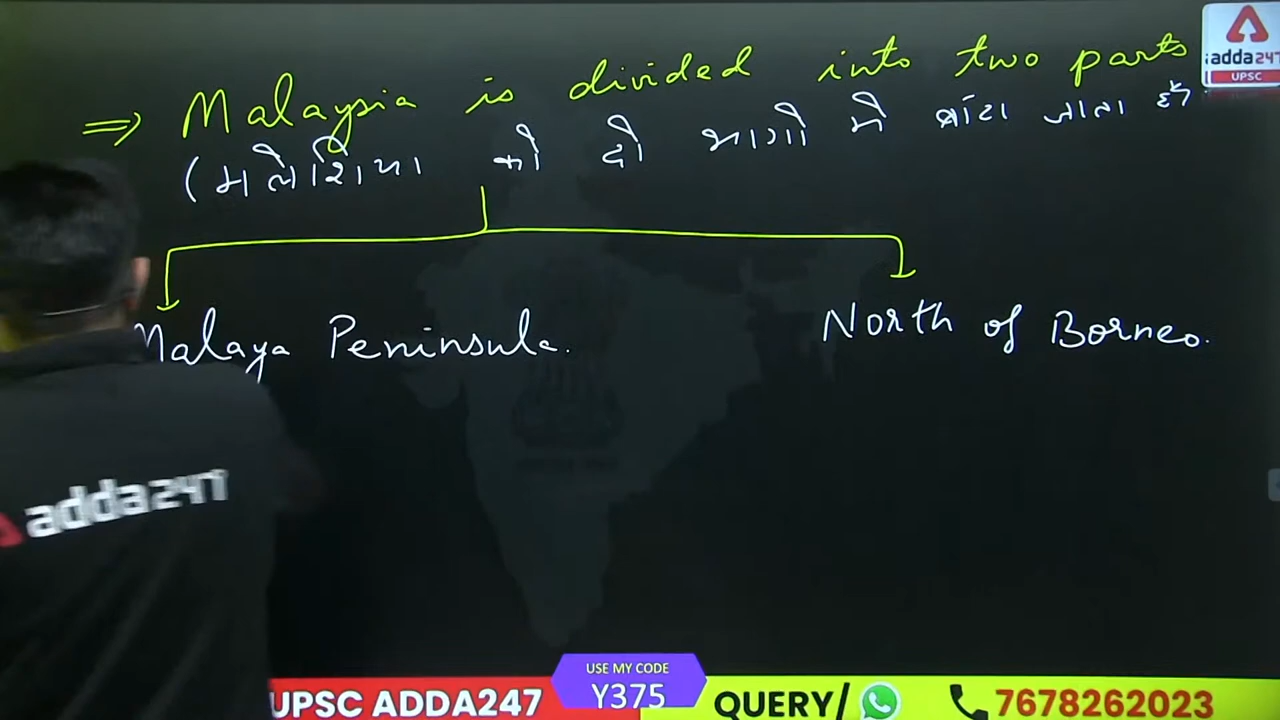 ⇒ Malaysia is divided into two parts
(मलेशिया को दो भागों में बांटा जाता है
Malaya Peninsula.
North of Borneo.
adda247
UPSC
adda247
UPSC ADDA247
USE MY CODE
Y375
QUERY/
7678262023